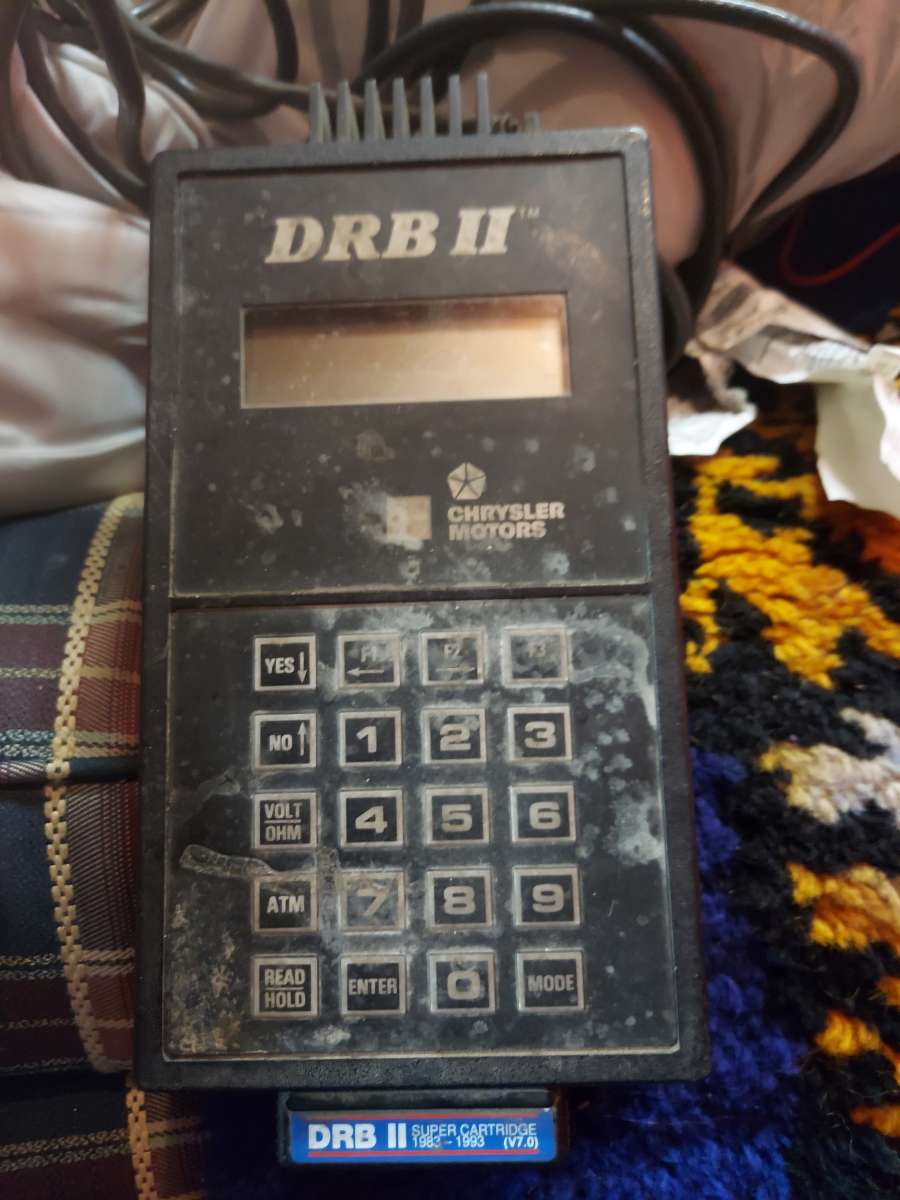 DRB II™
CHRYSLER
MOTORS
YES↓ F1← F2→ F3
NO↑ 1 2 3
VOLT
OHM
4 5 6
ATM 7 8 9
READ
HOLD
ENTER 0 MODE
DRB II SUPER CARTRIDGE
1983-1993 (V7.0)